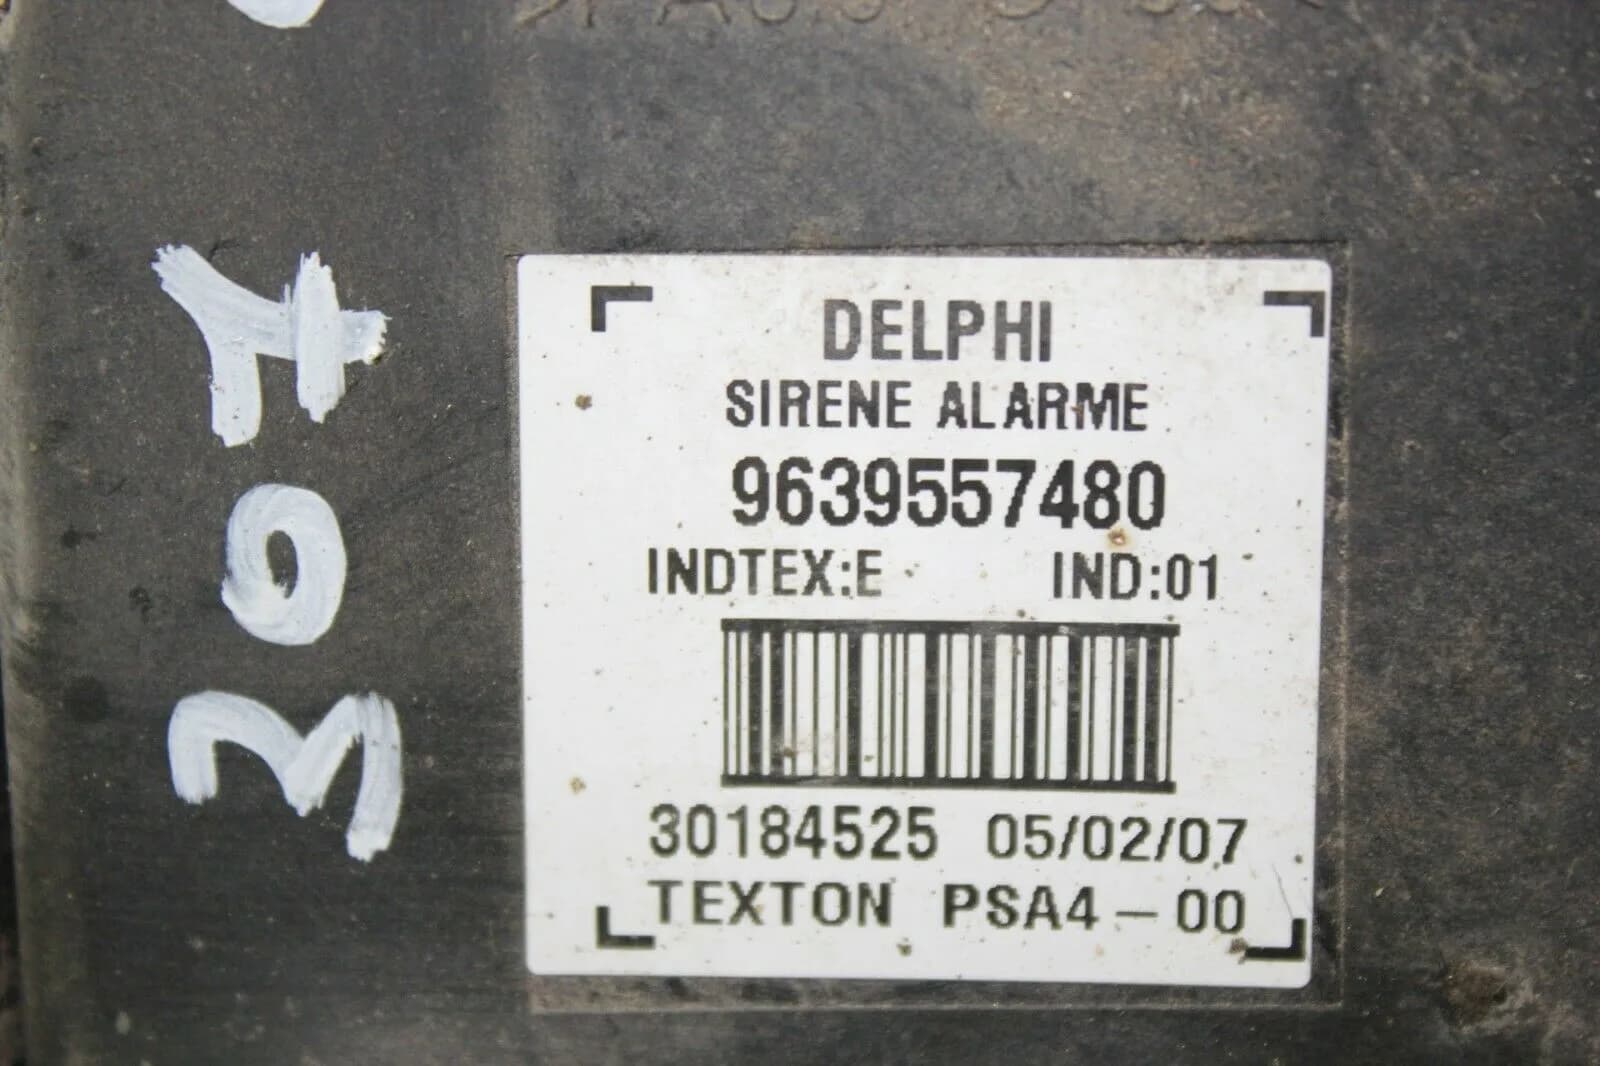 DELPHI
SIRENE ALARME
9639557480
INDTEX:E IND:01
30184525 05/02/07
TEXTON PSA4-00
307